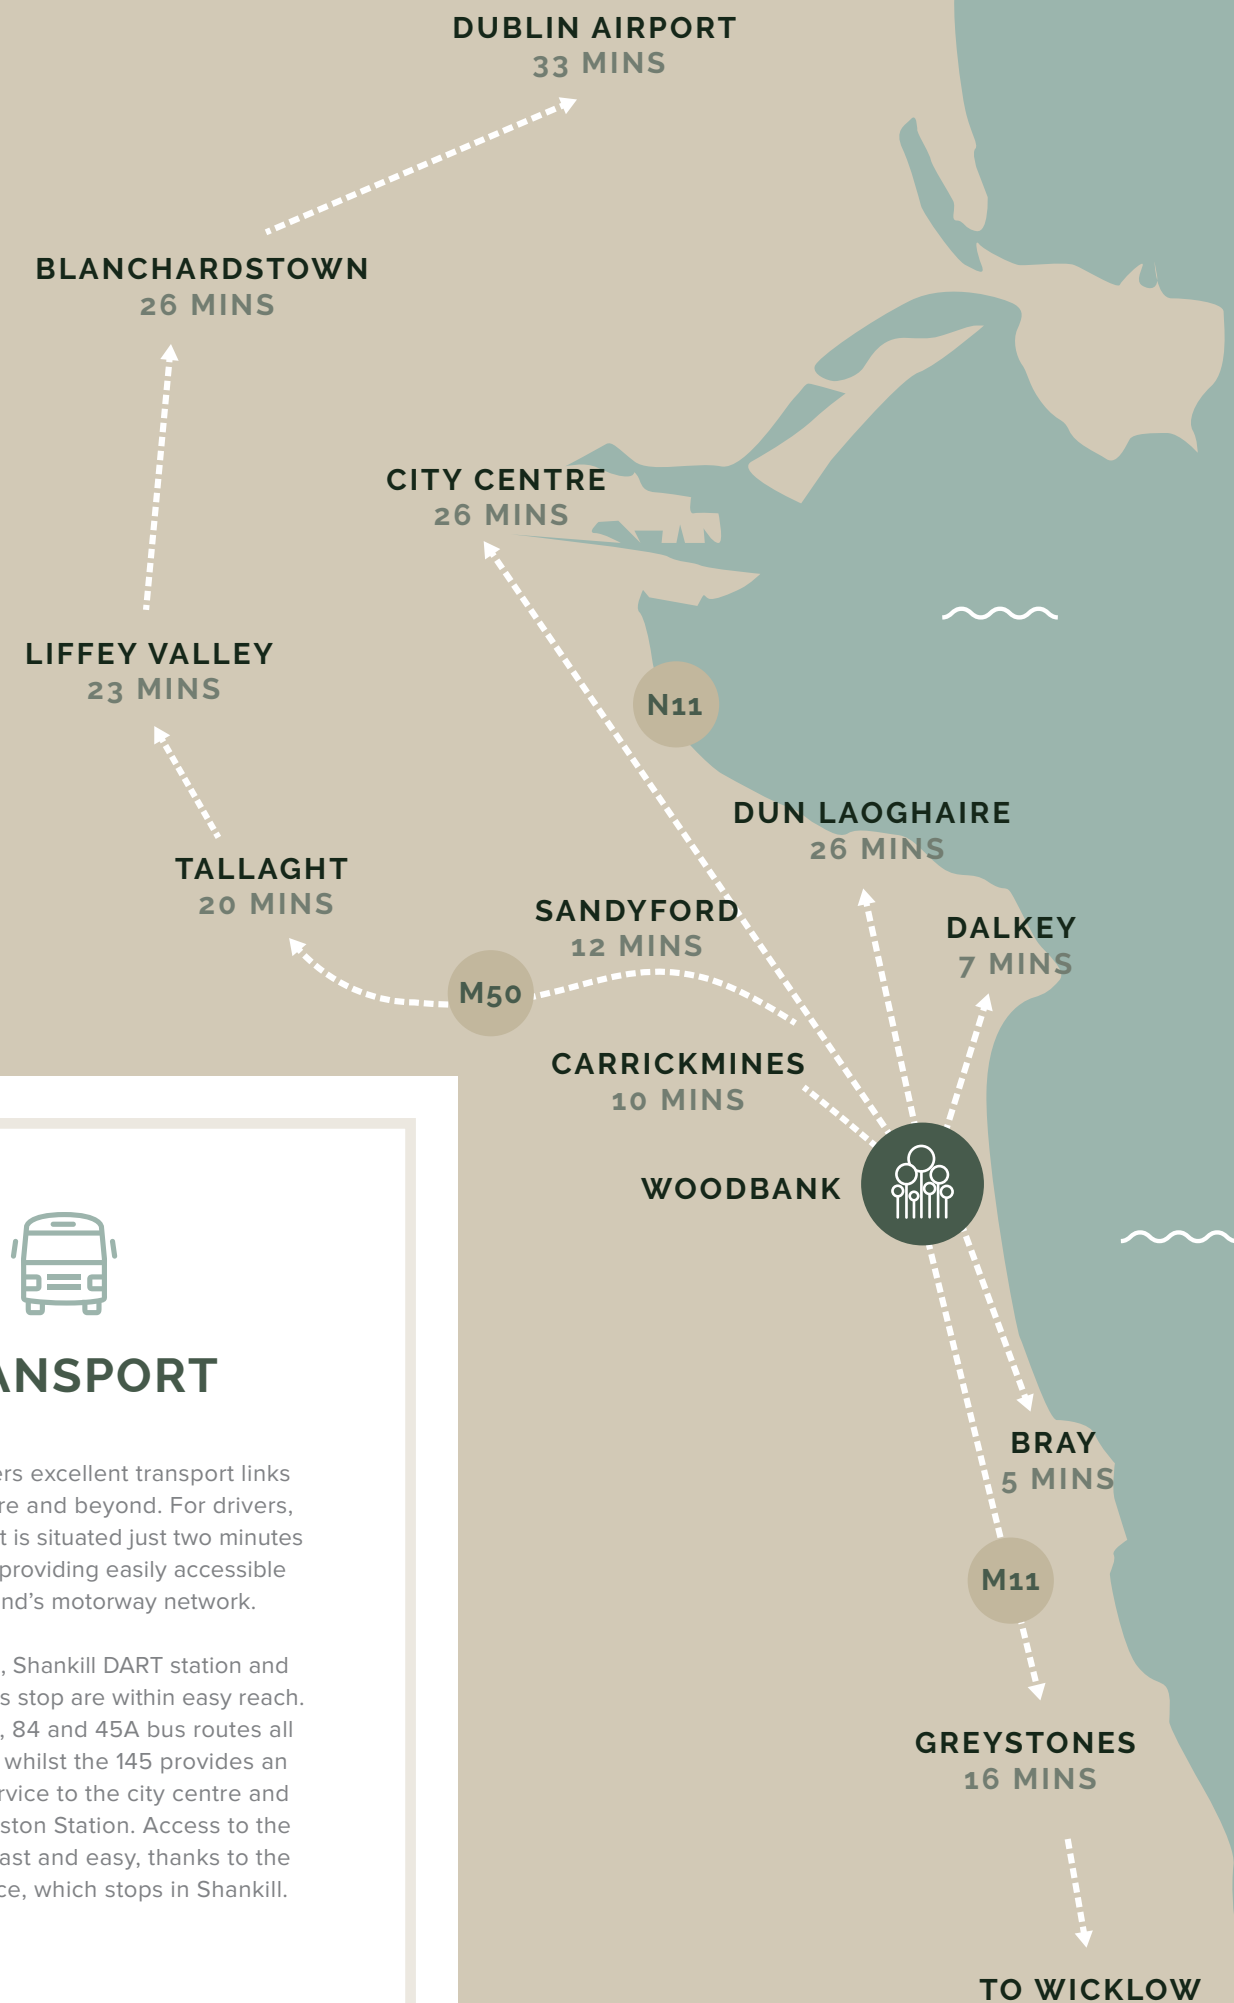 DUBLIN AIRPORT
33 MINS
BLANCHARDSTOWN
26 MINS
CITY CENTRE
26 MINS
LIFFEY VALLEY
23 MINS
N11
DUN LAOGHAIRE
26 MINS
TALLAGHT
20 MINS
SANDYFORD
12 MINS
DALKEY
7 MINS
M50
CARRICKMINES
10 MINS
WOODBANK
BRAY
5 MINS
M11
GREYSTONES
16 MINS
TO WICKLOW
ANSPORT
ers excellent transport links
re and beyond. For drivers,
t is situated just two minutes
providing easily accessible
nd’s motorway network.
, Shankill DART station and
s stop are within easy reach.
, 84 and 45A bus routes all
whilst the 145 provides an
rvice to the city centre and
ston Station. Access to the
ast and easy, thanks to the
ce, which stops in Shankill.